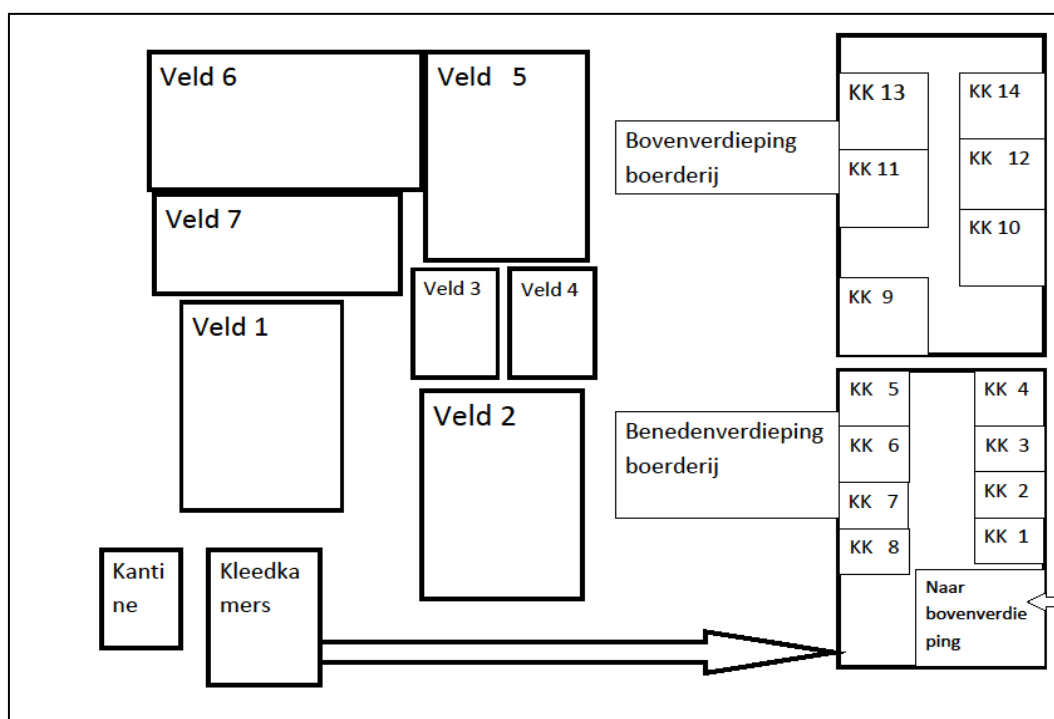 Veld 6
Veld 5
Veld 7
Veld 3
Veld 4
Veld 1
Veld 2
Kanti
ne
Kleedka
mers
Bovenverdieping
boerderij
KK 13
KK 14
KK 11
KK 12
KK 10
KK 9
Benedenverdieping
boerderij
KK 5
KK 4
KK 6
KK 3
KK 7
KK 2
KK 8
KK 1
Naar
bovenverdie
ping